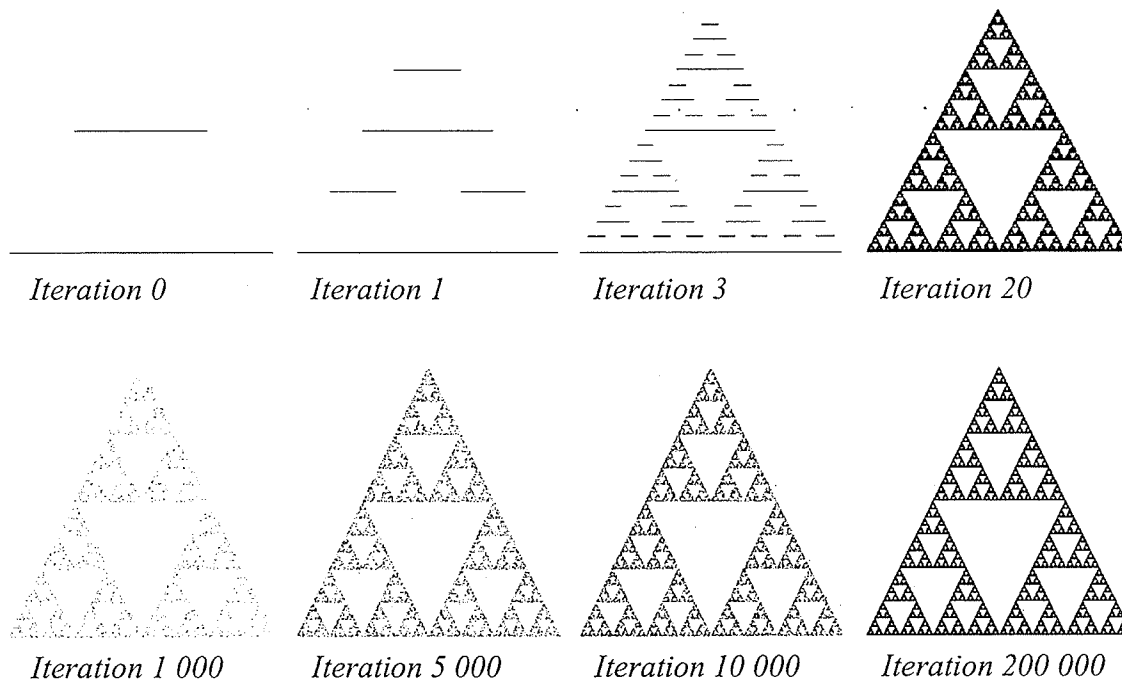 Iteration 0
Iteration 1
Iteration 3
Iteration 20
Iteration 1 000
Iteration 5 000
Iteration 10 000
Iteration 200 000